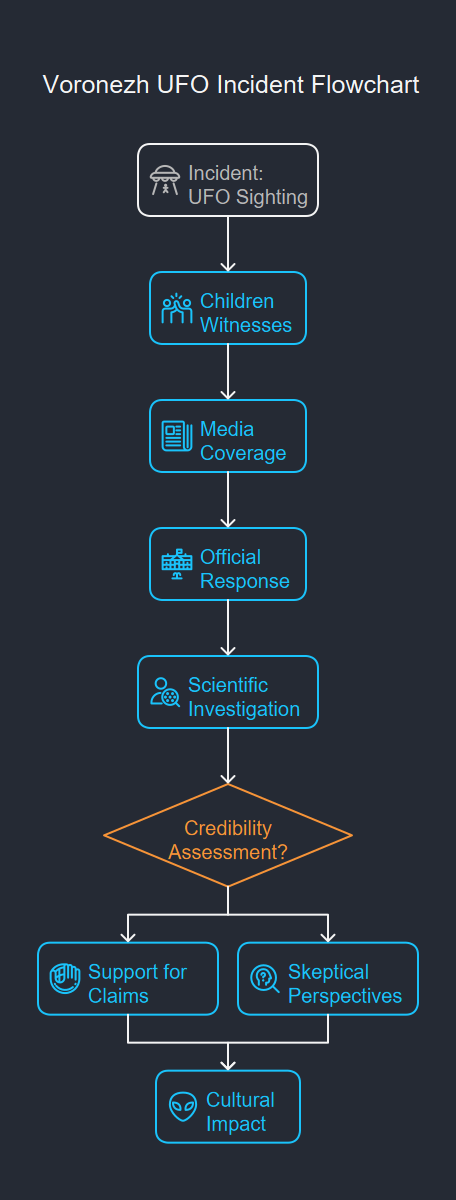 Voronezh UFO Incident Flowchart
Incident:
UFO Sighting
Children
Witnesses
Media
Coverage
Official
Response
Scientific
Investigation
Credibility
Assessment?
Support for
Claims
Skeptical
Perspectives
Cultural
Impact